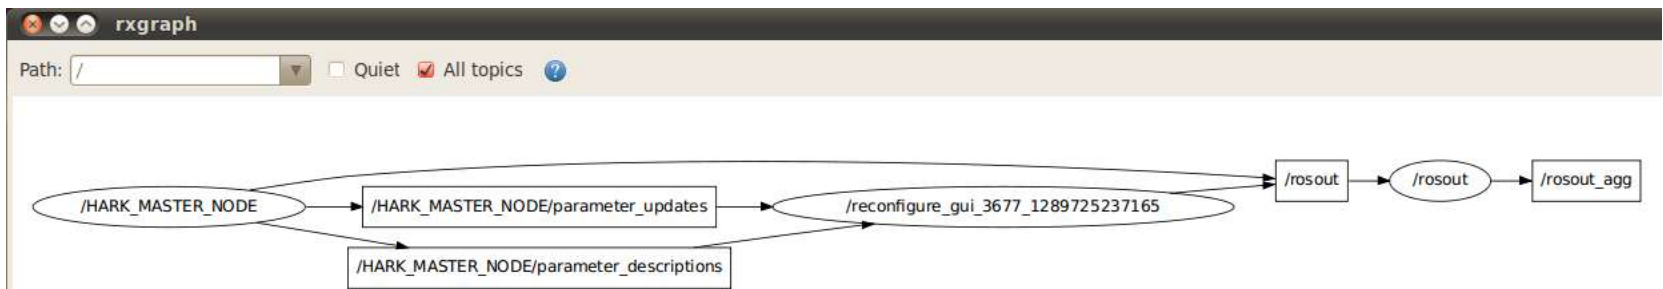 rxgraph
Path: / Quiet All topics ?
/HARK_MASTER_NODE
/HARK_MASTER_NODE/parameter_updates
/HARK_MASTER_NODE/parameter_descriptions
/reconfigure_gui_3677_1289725237165
/rosout
/rosout
/rosout_agg